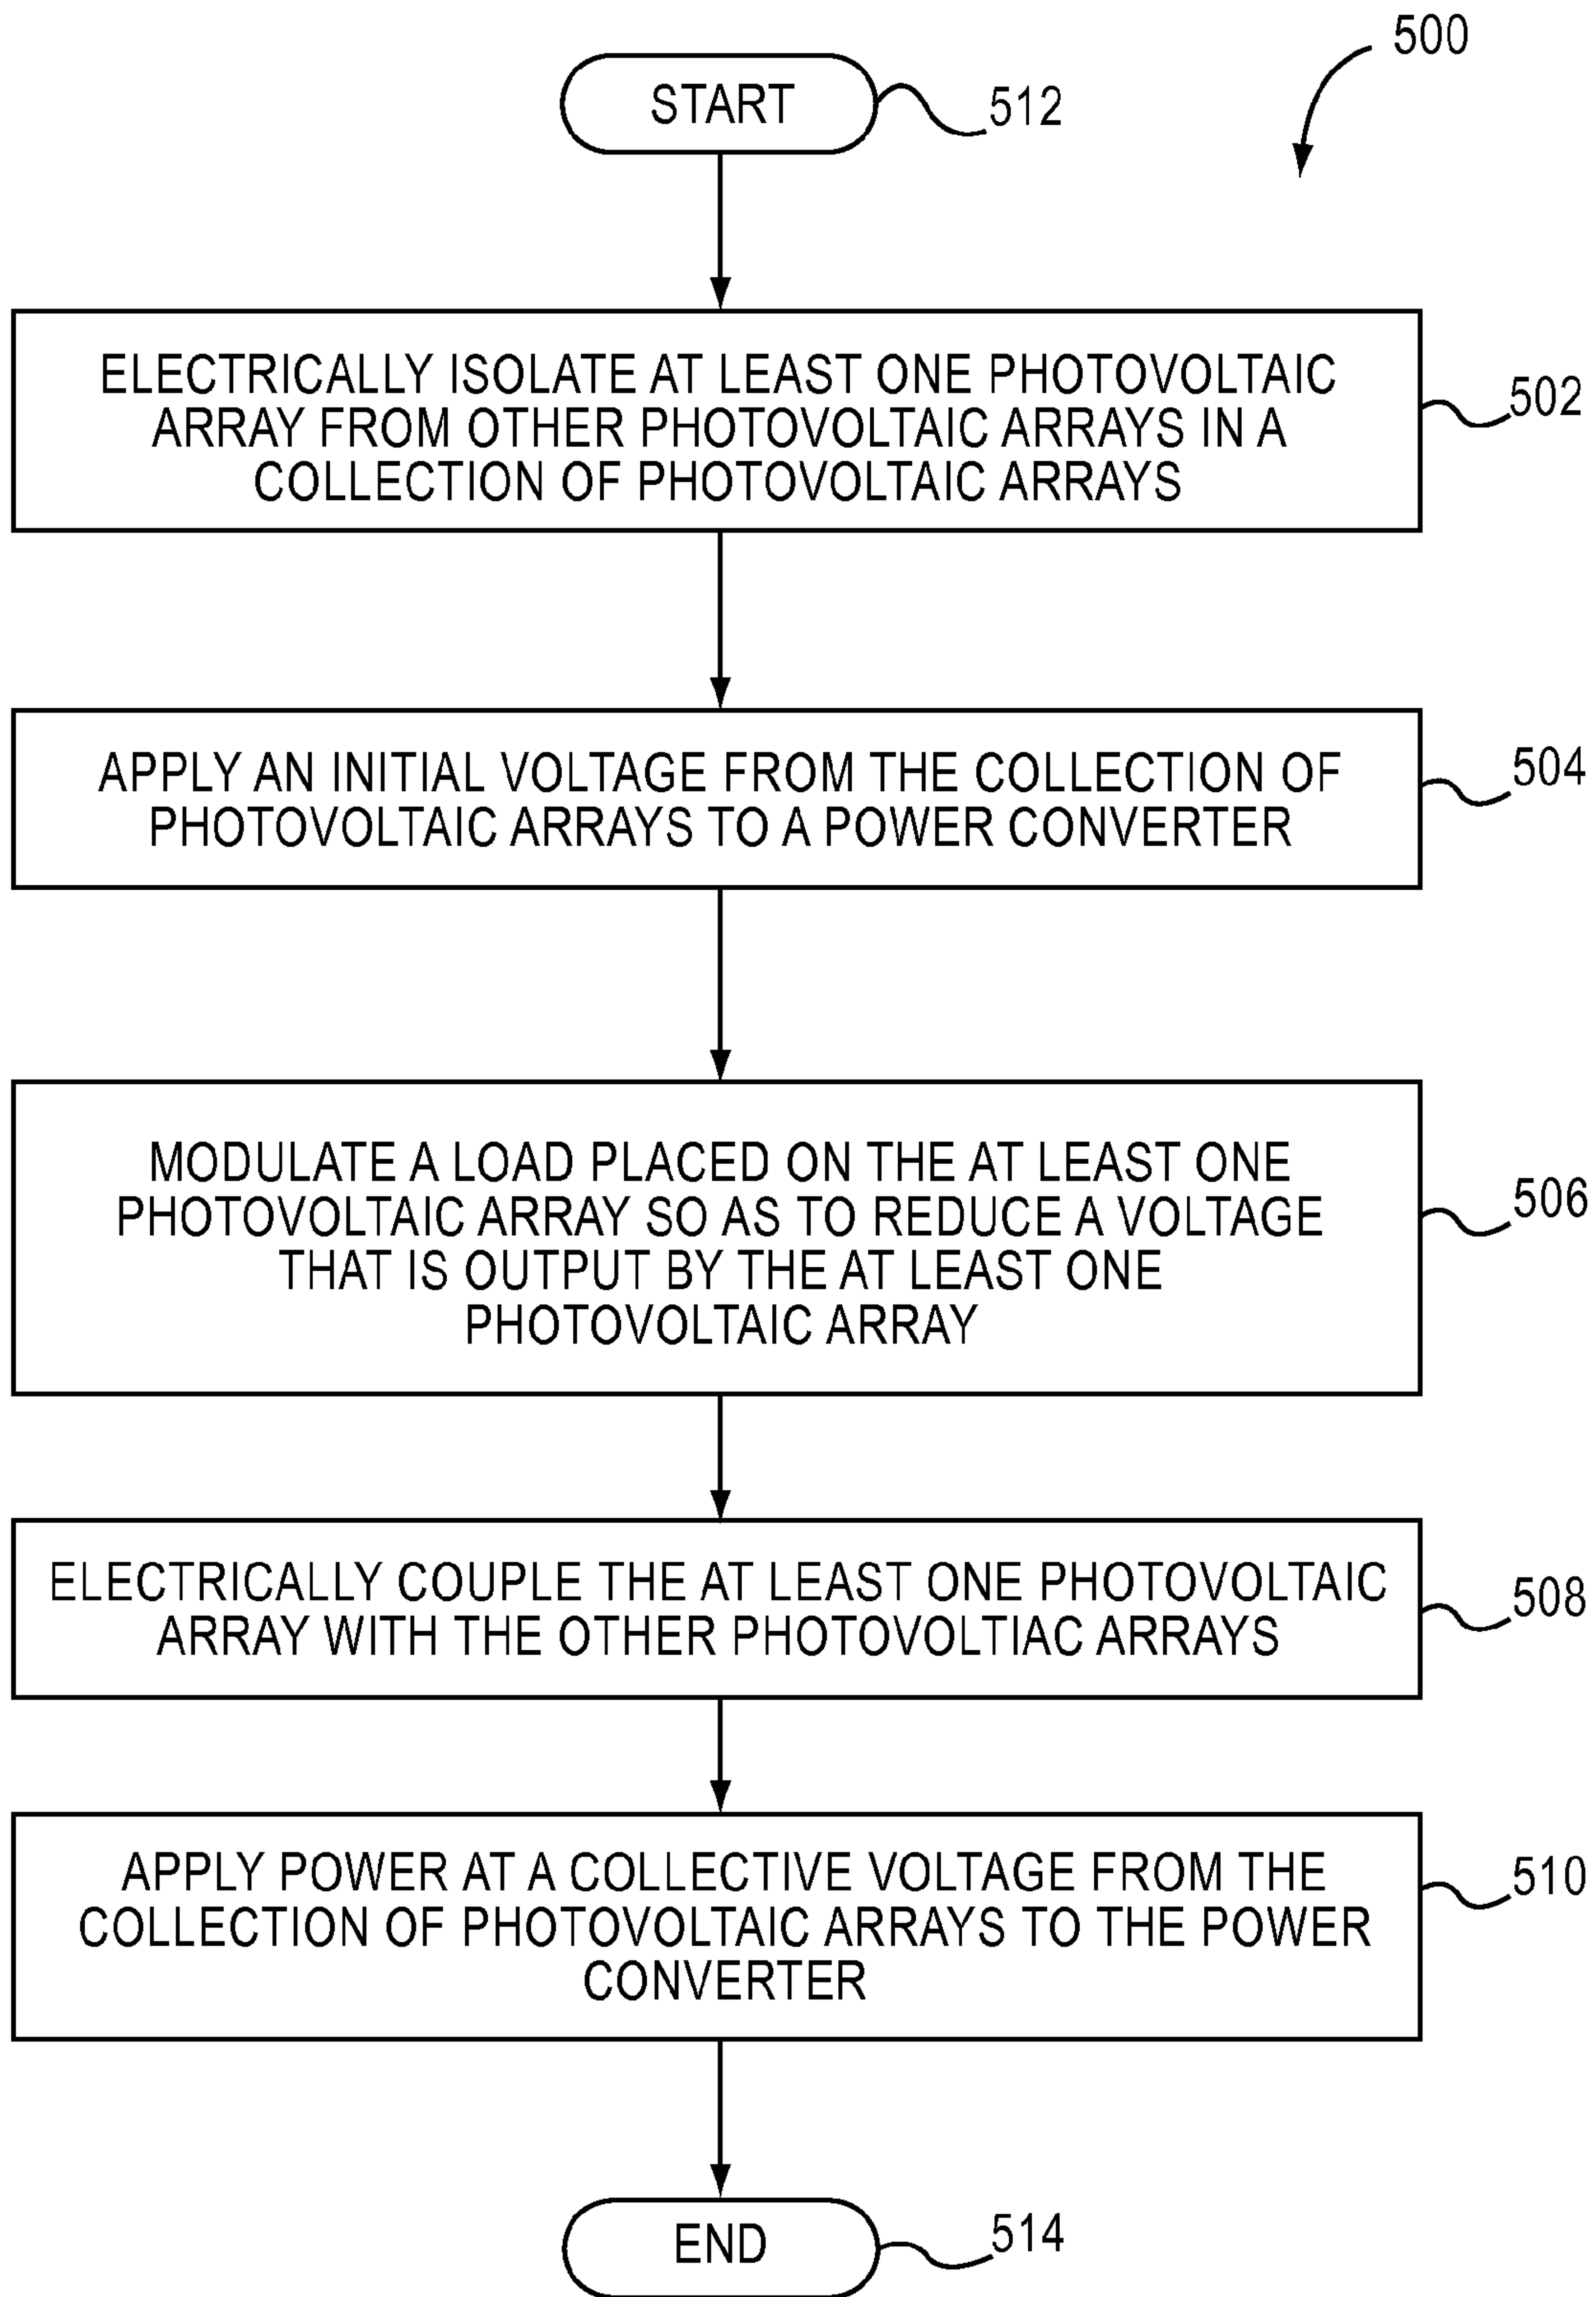 500
START
512
ELECTRICALLY ISOLATE AT LEAST ONE PHOTOVOLTAIC
ARRAY FROM OTHER PHOTOVOLTAIC ARRAYS IN A
COLLECTION OF PHOTOVOLTAIC ARRAYS
502
APPLY AN INITIAL VOLTAGE FROM THE COLLECTION OF
PHOTOVOLTAIC ARRAYS TO A POWER CONVERTER
504
MODULATE A LOAD PLACED ON THE AT LEAST ONE
PHOTOVOLTAIC ARRAY SO AS TO REDUCE A VOLTAGE
THAT IS OUTPUT BY THE AT LEAST ONE
PHOTOVOLTAIC ARRAY
506
ELECTRICALLY COUPLE THE AT LEAST ONE PHOTOVOLTAIC
ARRAY WITH THE OTHER PHOTOVOLTIAC ARRAYS
508
APPLY POWER AT A COLLECTIVE VOLTAGE FROM THE
COLLECTION OF PHOTOVOLTAIC ARRAYS TO THE POWER
CONVERTER
510
END
514